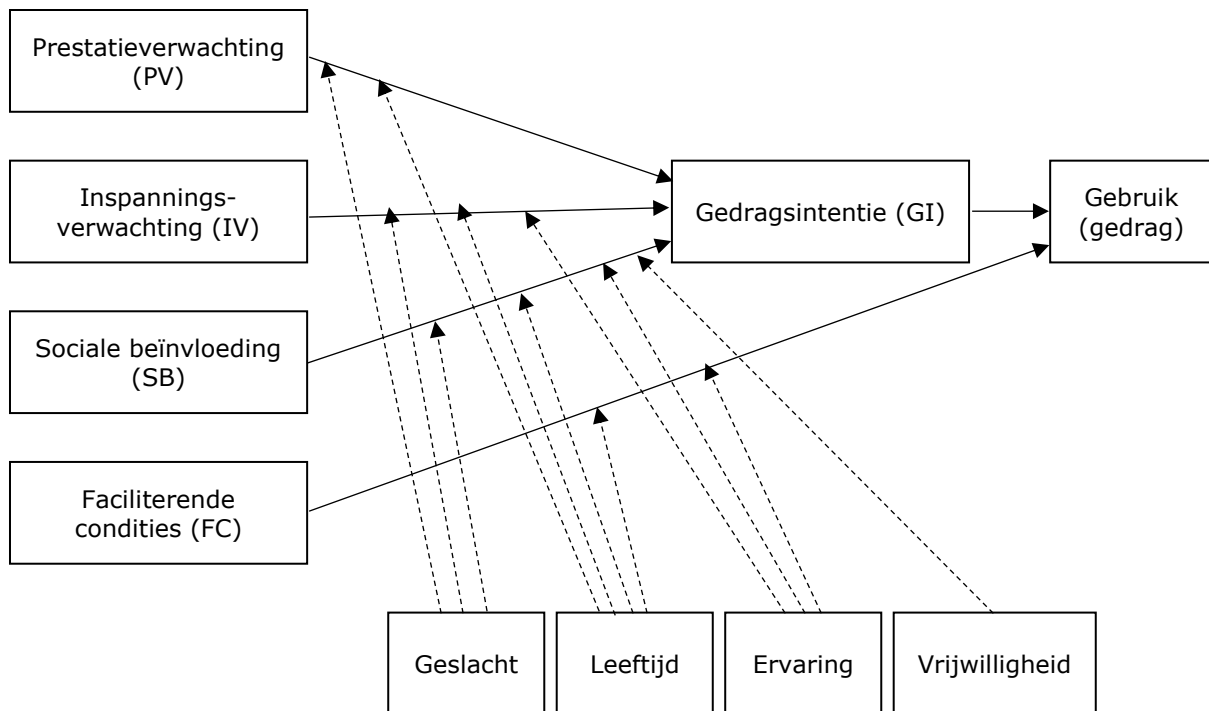 Prestatieverwachting
(PV)
Inspannings-
verwachting (IV)
Gedragsintentie (GI)
Gebruik
(gedrag)
Sociale beïnvloeding
(SB)
Faciliterende
condities (FC)
Geslacht
Leeftijd
Ervaring
Vrijwilligheid